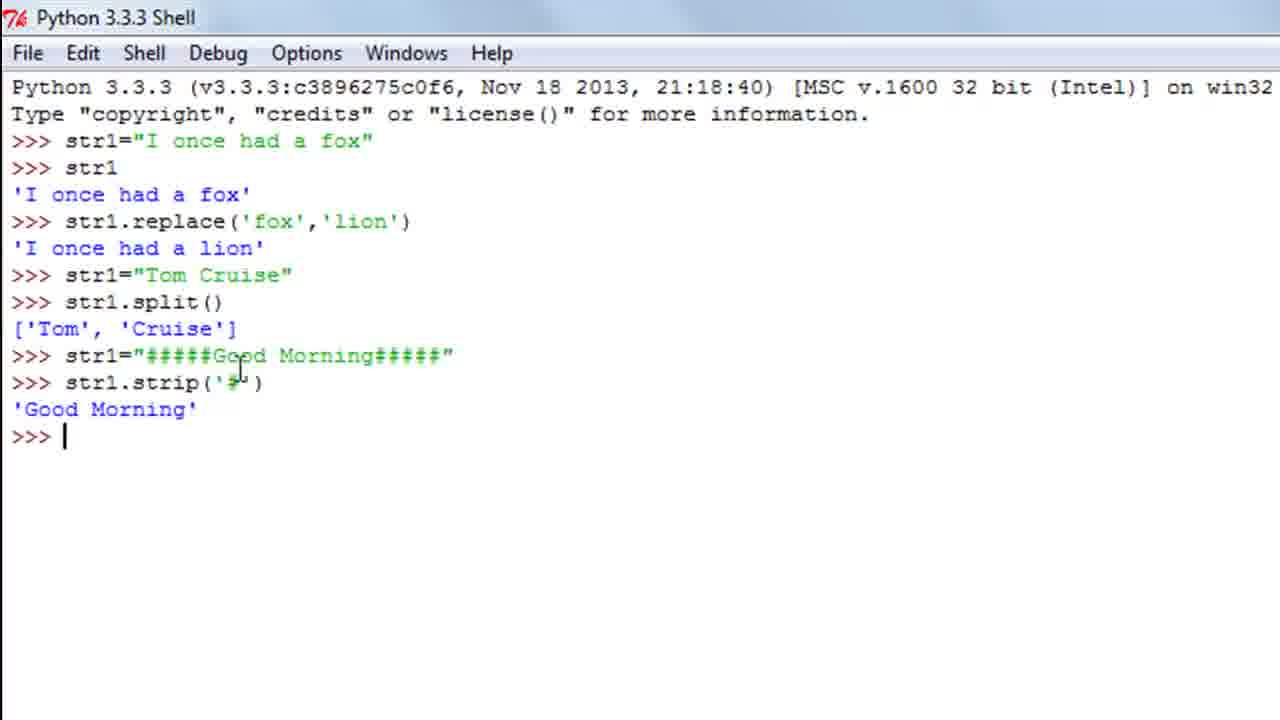 Python 3.3.3 Shell
File Edit Shell Debug Options Windows Help
Python 3.3.3 (v3.3.3:c3896275c0f6, Nov 18 2013, 21:18:40) [MSC v.1600 32 bit (Intel)] on win32
Type "copyright", "credits" or "license()" for more information.
>>> str1="I once had a fox"
>>> str1
'I once had a fox'
>>> str1.replace('fox','lion')
'I once had a lion'
>>> str1="Tom Cruise"
>>> str1.split()
['Tom', 'Cruise']
>>> str1="#####Good Morning#####"
>>> str1.strip('#')
'Good Morning'
>>>